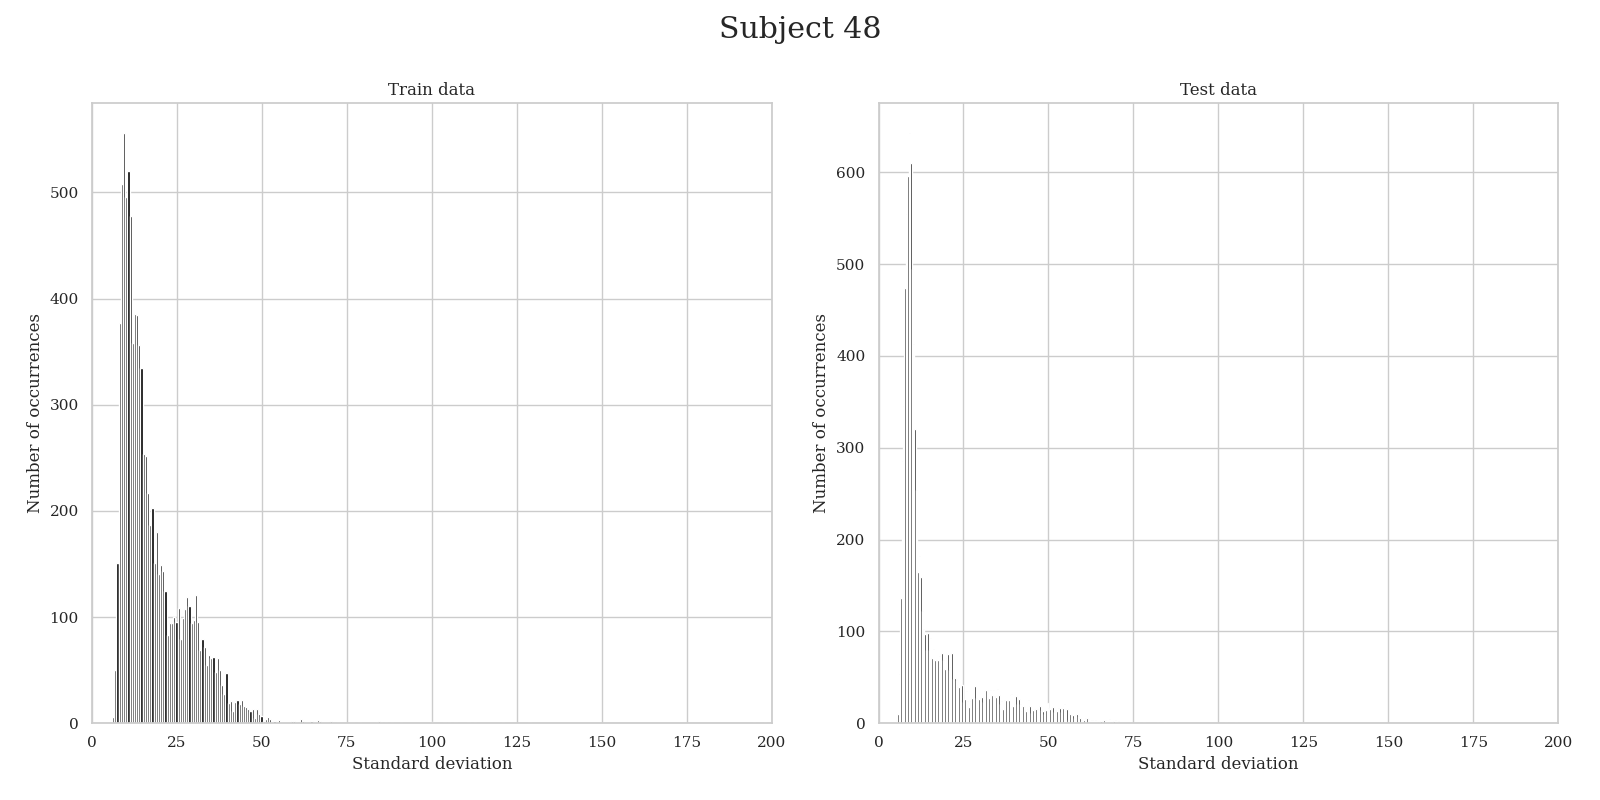 Subject 48
Train data
Number of occurrences
500
400
300
200
100
0
0 25 50 75 100 125 150 175 200
Standard deviation
Test data
Number of occurrences
600
500
400
300
200
100
0
0 25 50 75 100 125 150 175 200
Standard deviation